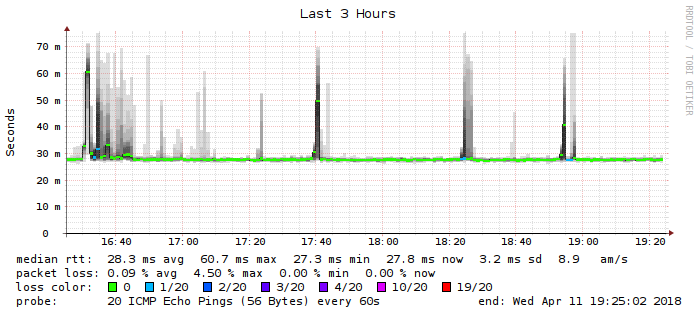 Last 3 Hours
RRDTOOL / TOBI OETIKER
Seconds
70 m
60 m
50 m
40 m
30 m
20 m
10 m
0
16:40 17:00 17:20 17:40 18:00 18:20 18:40 19:00 19:20
median rtt: 28.3 ms avg 60.7 ms max 27.3 ms min 27.8 ms now 3.2 ms sd 8.9 am/s
packet loss: 0.09 % avg 4.50 % max 0.00 % min 0.00 % now
loss color: 0 1/20 2/20 3/20 4/20 10/20 19/20
probe: 20 ICMP Echo Pings (56 Bytes) every 60s end: Wed Apr 11 19:25:02 2018